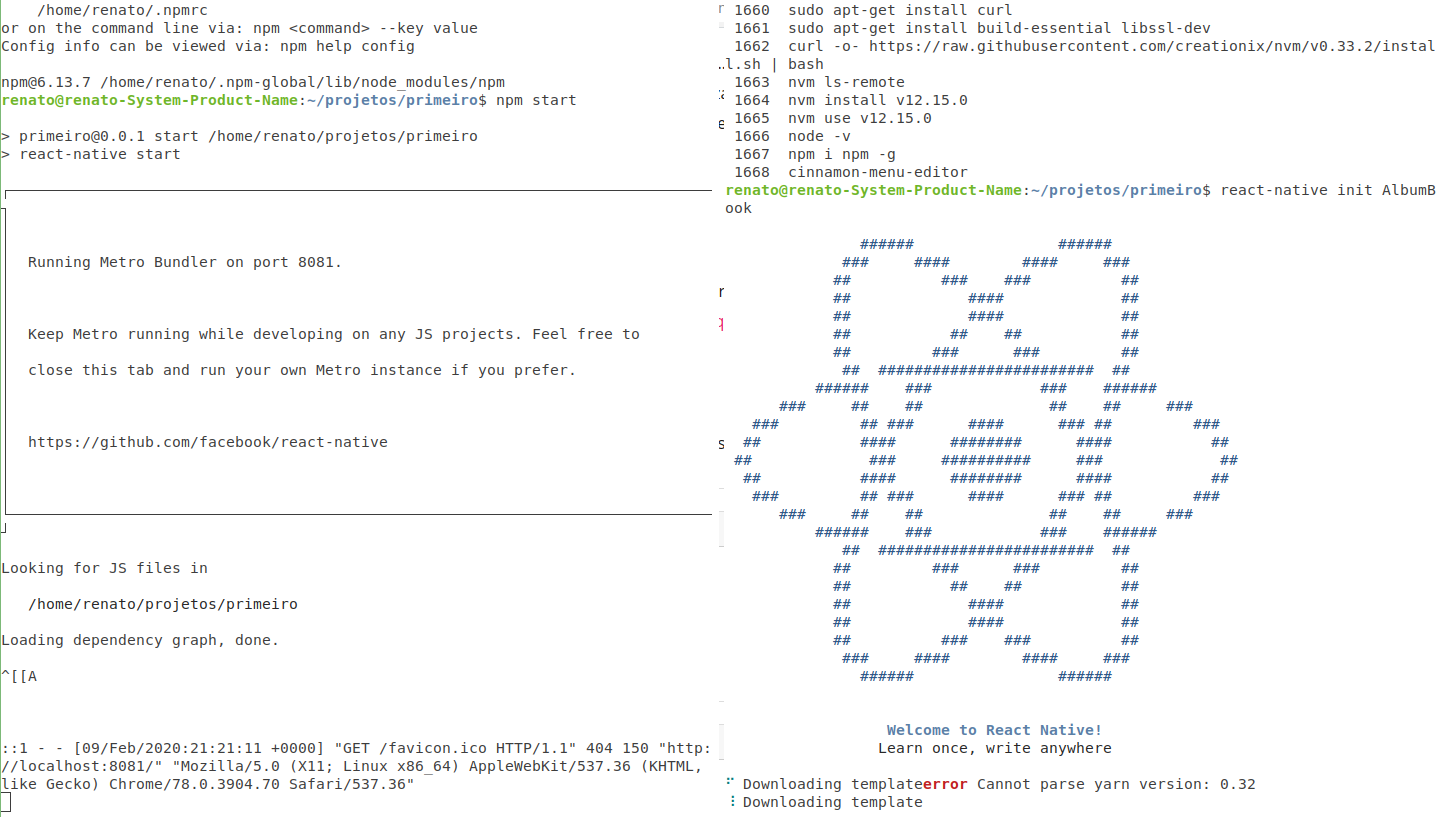 /home/renato/.npmrc
or on the command line via: npm <command> --key value
Config info can be viewed via: npm help config
npm@6.13.7 /home/renato/.npm-global/lib/node_modules/npm
renato@renato-System-Product-Name:~/projetos/primeiro$ npm start
> primeiro@0.0.1 start /home/renato/projetos/primeiro
> react-native start
Running Metro Bundler on port 8081.
Keep Metro running while developing on any JS projects. Feel free to
close this tab and run your own Metro instance if you prefer.
https://github.com/facebook/react-native
Looking for JS files in
/home/renato/projetos/primeiro
Loading dependency graph, done.
^[[A
::1 - - [09/Feb/2020:21:21:11 +0000] "GET /favicon.ico HTTP/1.1" 404 150 "http:
//localhost:8081/" "Mozilla/5.0 (X11; Linux x86_64) AppleWebKit/537.36 (KHTML,
like Gecko) Chrome/78.0.3904.70 Safari/537.36"
1660  sudo apt-get install curl
1661  sudo apt-get install build-essential libssl-dev
1662  curl -o- https://raw.githubusercontent.com/creationix/nvm/v0.33.2/instal
l.sh | bash
1663  nvm ls-remote
1664  nvm install v12.15.0
1665  nvm use v12.15.0
1666  node -v
1667  npm i npm -g
1668  cinnamon-menu-editor
renato@renato-System-Product-Name:~/projetos/primeiro$ react-native init AlbumB
ook
Welcome to React Native!
Learn once, write anywhere
Downloading templateerror Cannot parse yarn version: 0.32
Downloading template